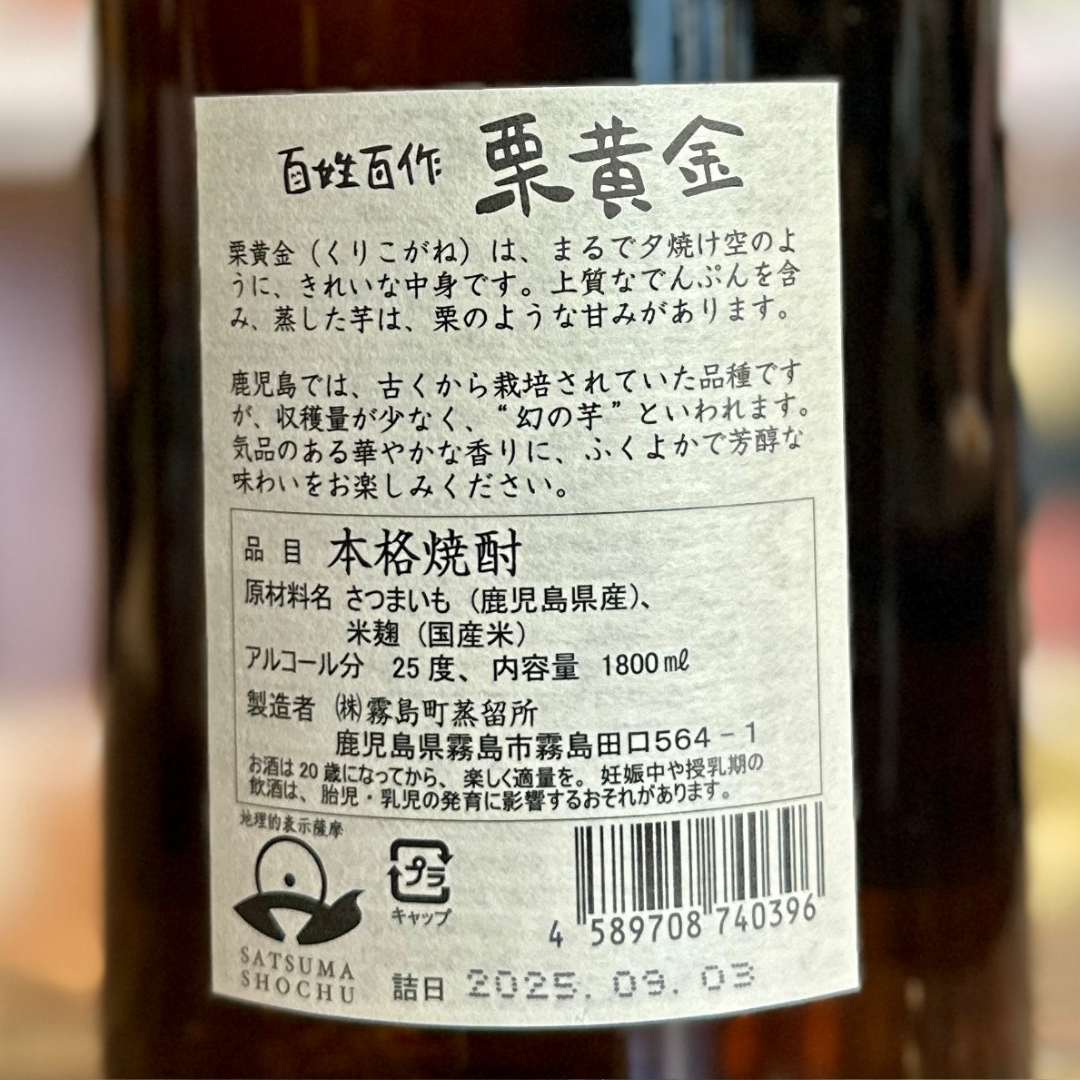 百姓百作 栗黄金
栗黄金（くりこがね）は、まるで夕焼け空のよ
うに、きれいな中身です。上質なでんぷんを含
み、蒸した芋は、栗のような甘みがあります。
鹿児島では、古くから栽培されていた品種です
が、収穫量が少なく、“幻の芋”といわれます。
気品のある華やかな香りに、ふくよかで芳醇な
味わいをお楽しみください。
品目 本格焼酎
原材料名 さつまいも（鹿児島県産）、
米麹（国産米）
アルコール分 25度、内容量 1800㎖
製造者 ㈱霧島町蒸留所
鹿児島県霧島市霧島田口564－1
お酒は20歳になってから、楽しく適量を。妊娠中や授乳期の
飲酒は、胎児・乳児の発育に影響するおそれがあります。
地理的表示薩摩
プラ
キャップ
4 589708 740396
SATSUMA
SHOCHU
詰日 2025.09.03